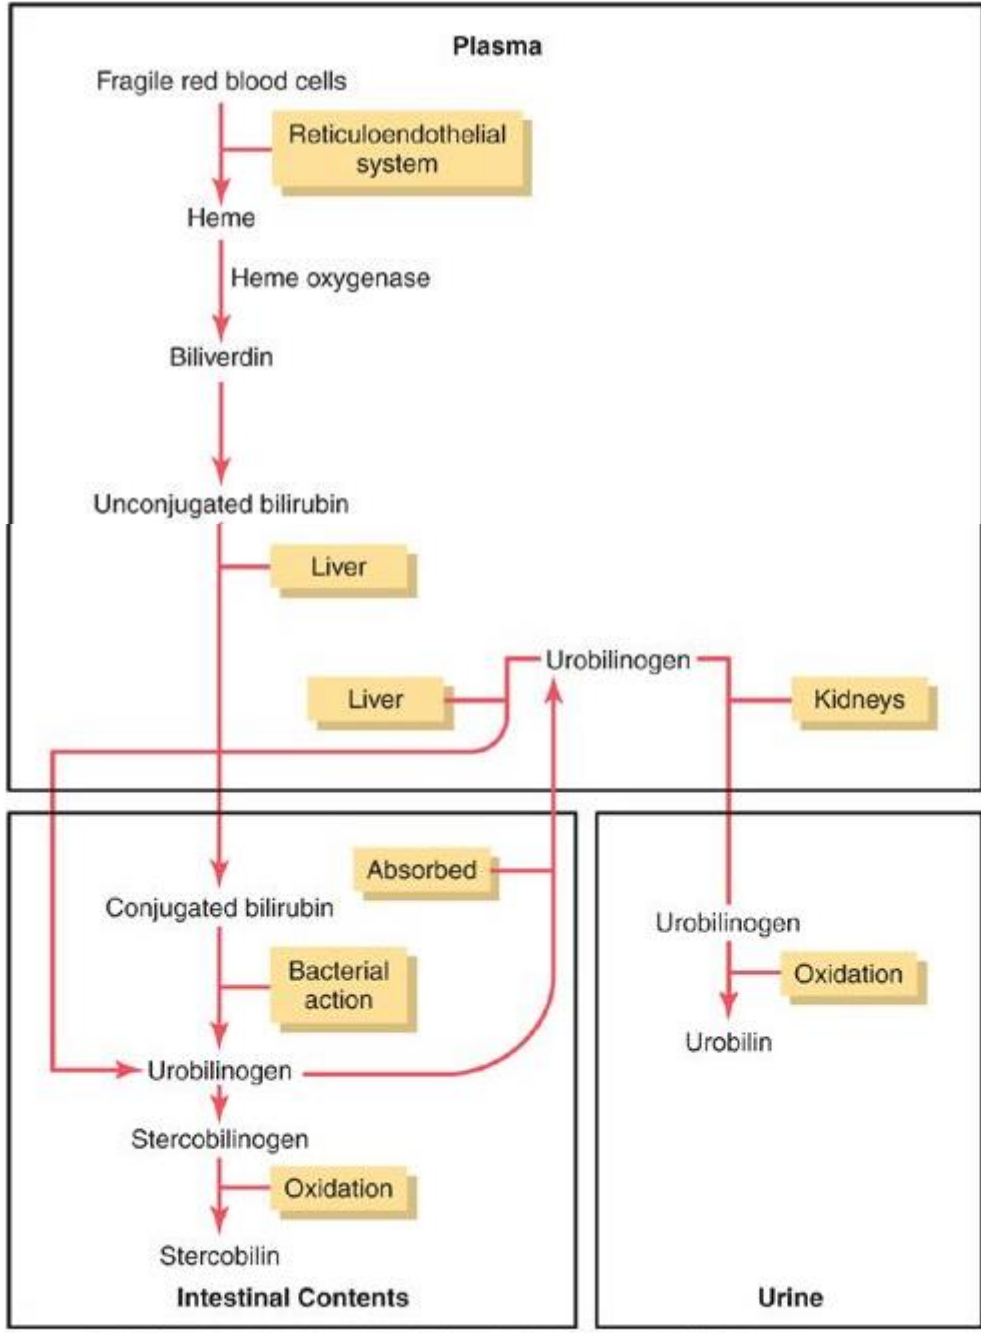 Plasma
Fragile red blood cells
Reticuloendothelial
system
Heme
Heme oxygenase
Biliverdin
Unconjugated bilirubin
Liver
Urobilinogen
Liver
Kidneys
Absorbed
Conjugated bilirubin
Bacterial
action
Urobilinogen
Stercobilinogen
Oxidation
Stercobilin
Intestinal Contents
Urobilinogen
Oxidation
Urobilin
Urine